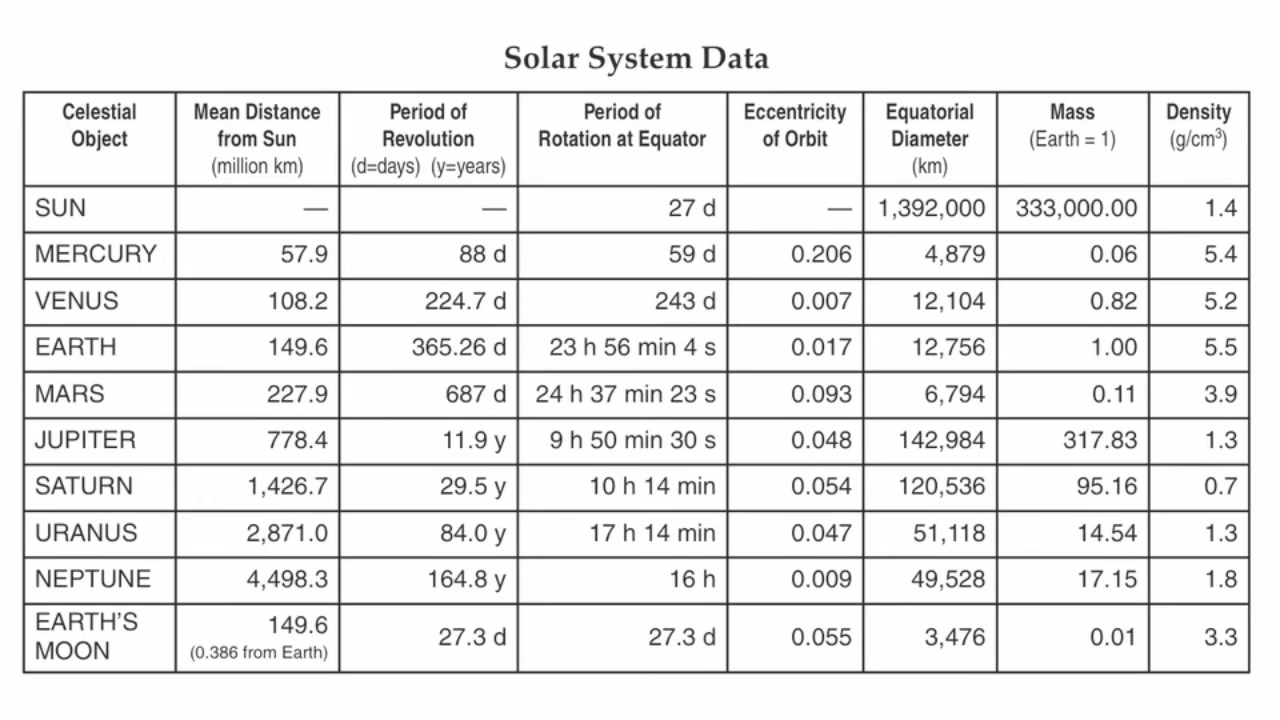 Solar System Data
Celestial Object | Mean Distance from Sun (million km) | Period of Revolution (d=days) (y=years) | Period of Rotation at Equator | Eccentricity of Orbit | Equatorial Diameter (km) | Mass (Earth = 1) | Density (g/cm³)
SUN | — | — | 27 d | — | 1,392,000 | 333,000.00 | 1.4
MERCURY | 57.9 | 88 d | 59 d | 0.206 | 4,879 | 0.06 | 5.4
VENUS | 108.2 | 224.7 d | 243 d | 0.007 | 12,104 | 0.82 | 5.2
EARTH | 149.6 | 365.26 d | 23 h 56 min 4 s | 0.017 | 12,756 | 1.00 | 5.5
MARS | 227.9 | 687 d | 24 h 37 min 23 s | 0.093 | 6,794 | 0.11 | 3.9
JUPITER | 778.4 | 11.9 y | 9 h 50 min 30 s | 0.048 | 142,984 | 317.83 | 1.3
SATURN | 1,426.7 | 29.5 y | 10 h 14 min | 0.054 | 120,536 | 95.16 | 0.7
URANUS | 2,871.0 | 84.0 y | 17 h 14 min | 0.047 | 51,118 | 14.54 | 1.3
NEPTUNE | 4,498.3 | 164.8 y | 16 h | 0.009 | 49,528 | 17.15 | 1.8
EARTH'S MOON | 149.6 (0.386 from Earth) | 27.3 d | 27.3 d | 0.055 | 3,476 | 0.01 | 3.3